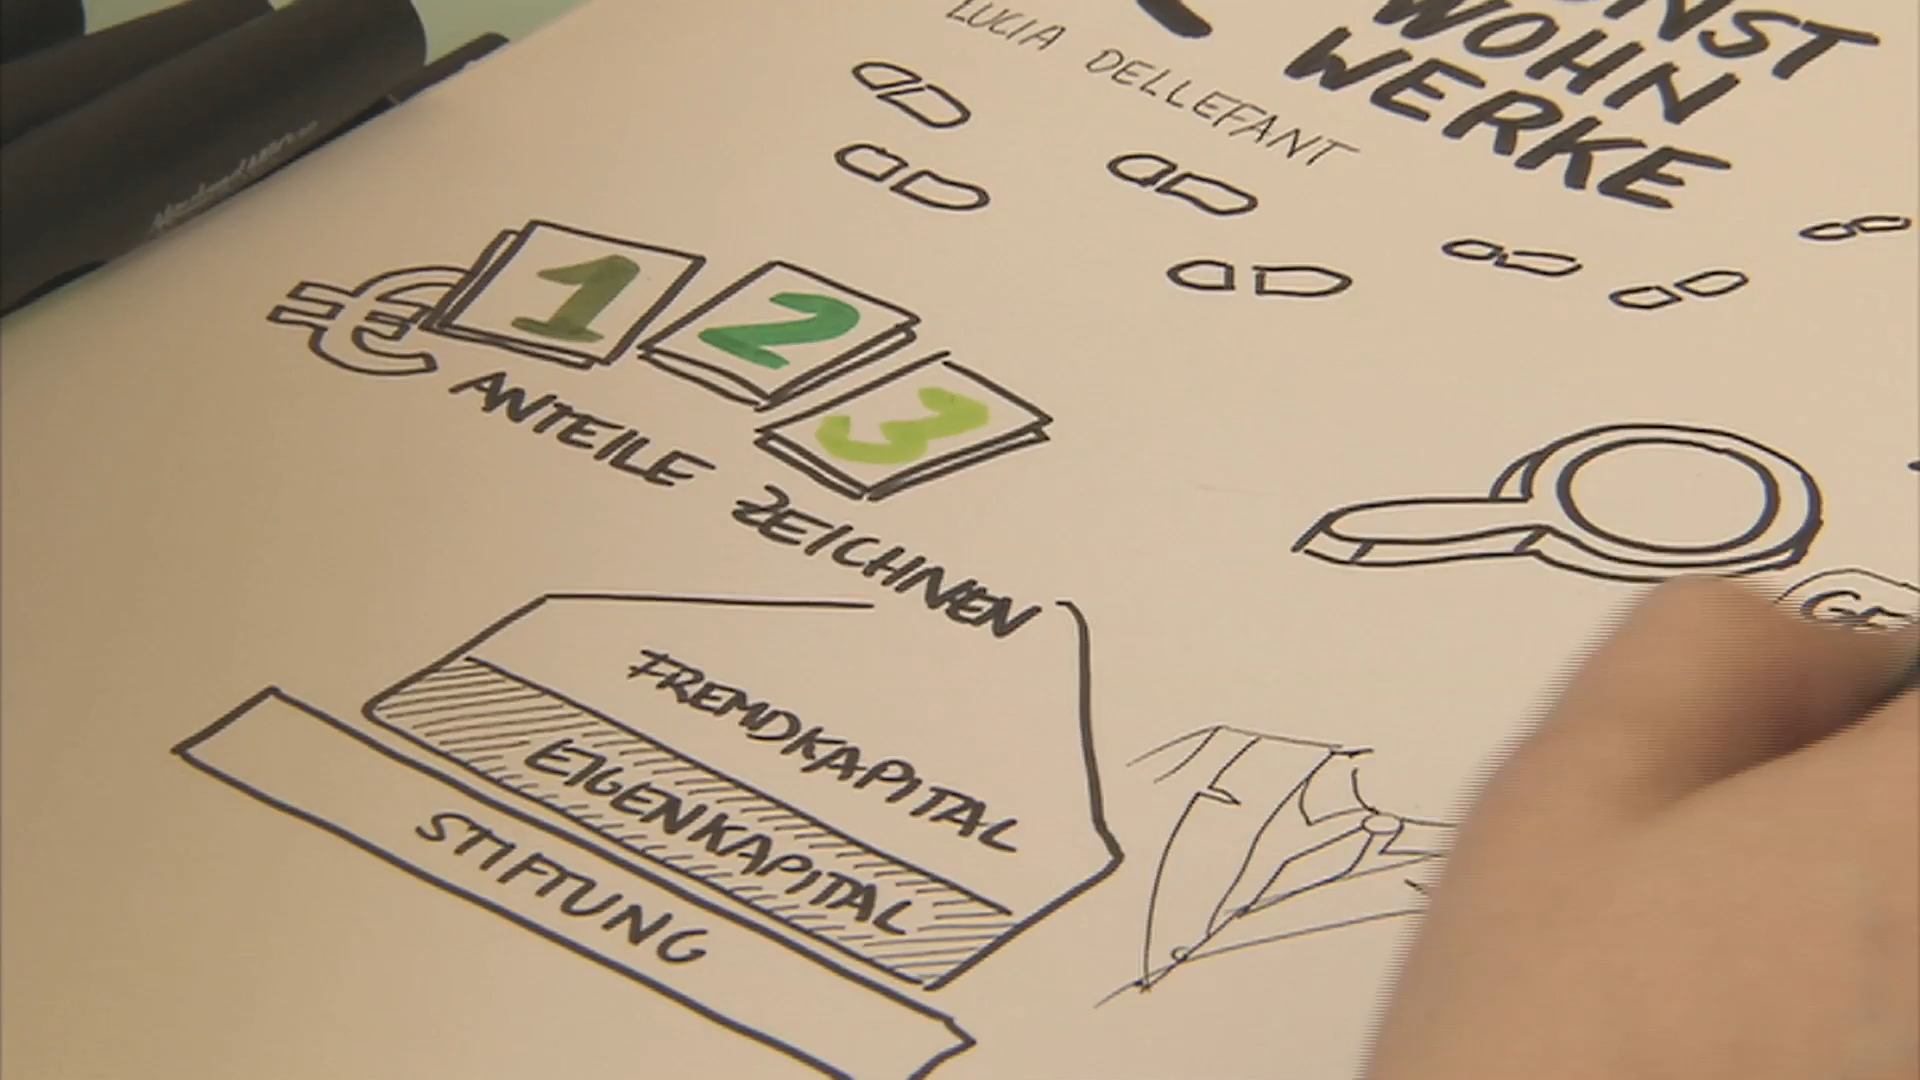 WOHN
WERKE
LUCIA DELLEFANT
€ 1 2 3
ANTEILE ZEICHNEN
FREMDKAPITAL
EIGENKAPITAL
STIFTUNG